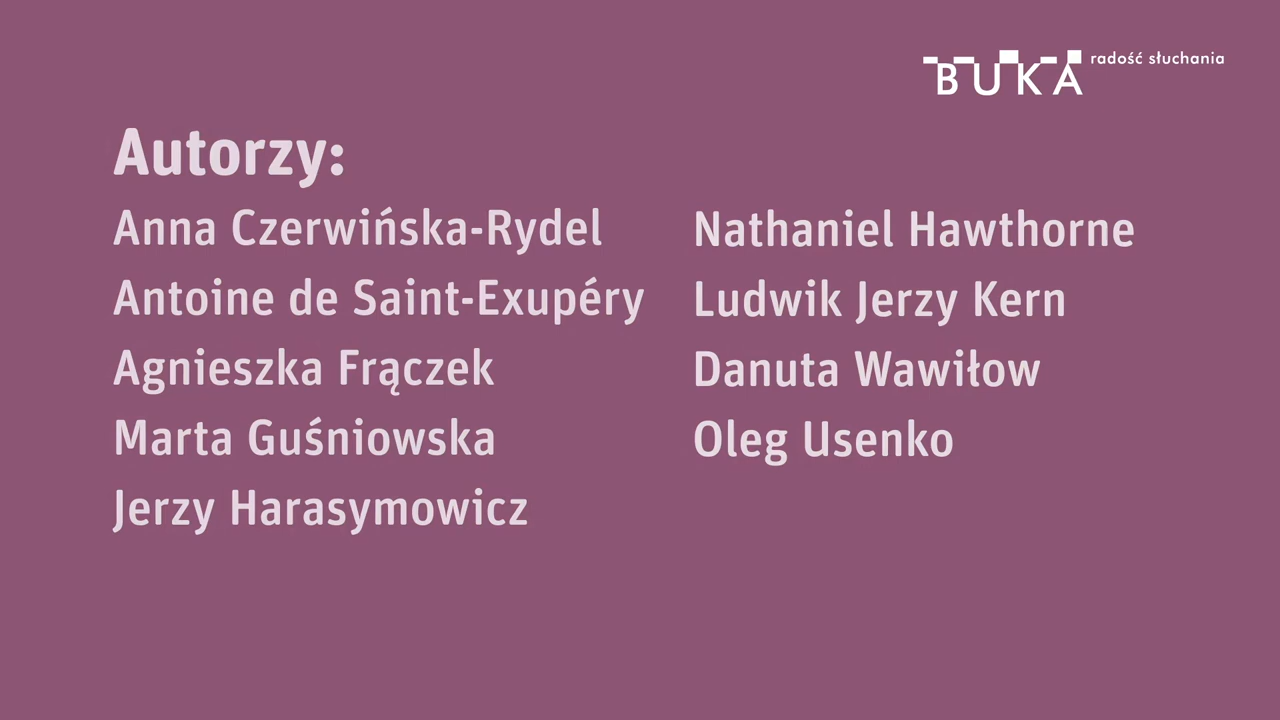 BUKA radość słuchania
Autorzy:
Anna Czerwińska-Rydel
Antoine de Saint-Exupéry
Agnieszka Frączek
Marta Guśniowska
Jerzy Harasymowicz
Nathaniel Hawthorne
Ludwik Jerzy Kern
Danuta Wawiłow
Oleg Usenko